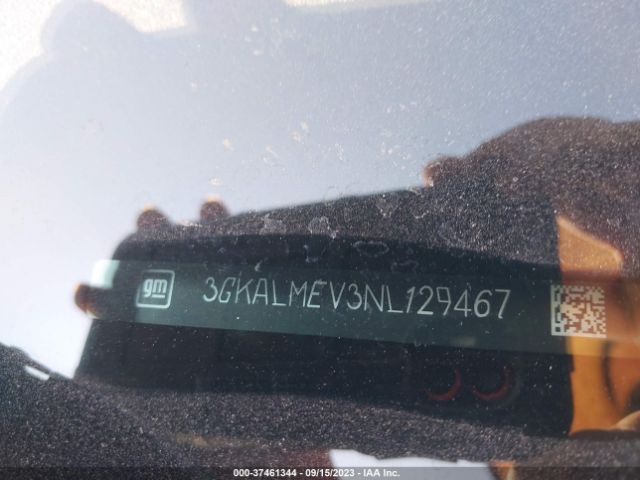 gm 3GKALMEV3NL129467
000-37461344 - 09/15/2023 - IAA Inc.